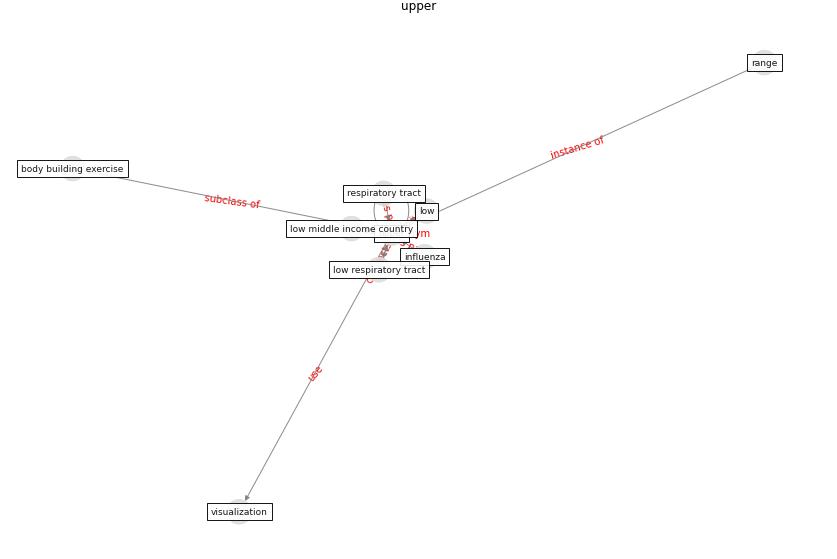 upper
range
instance of
body building exercise
subclass of
respiratory tract
low
low middle income country
influenza
low respiratory tract
use
visualization